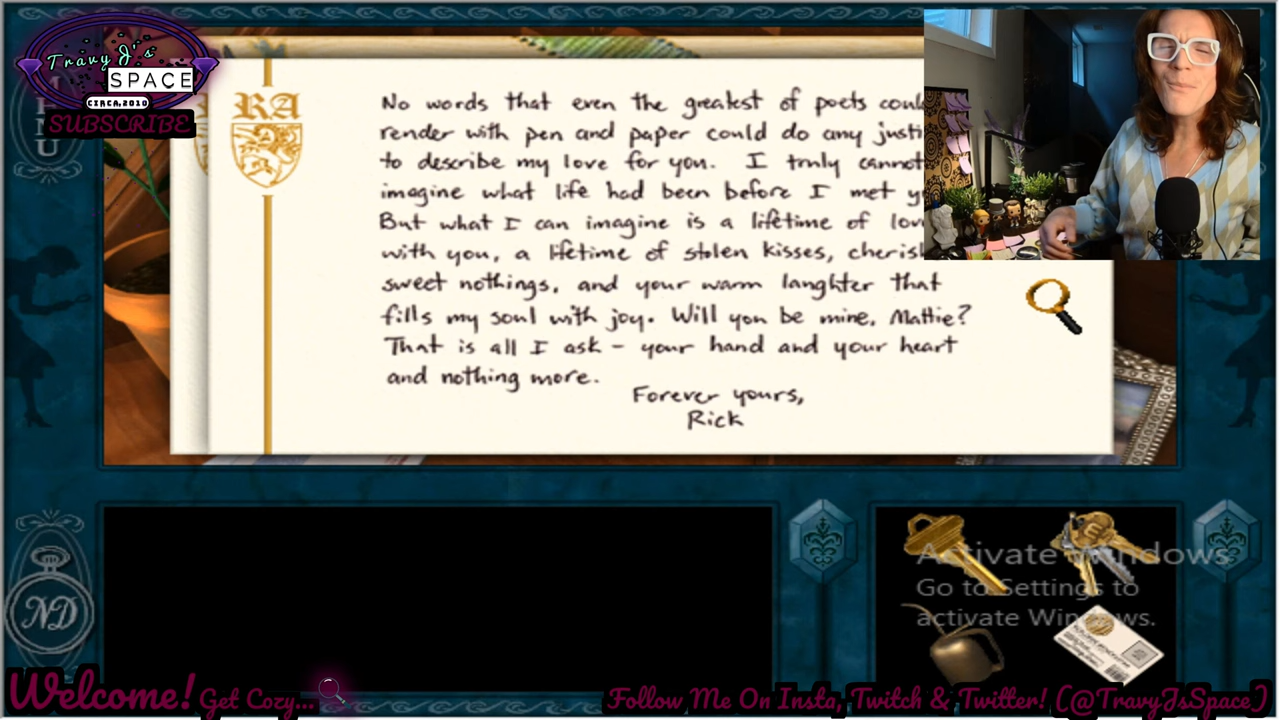 Travy J's
SPACE
CIRCA.2010
SUBSCRIBE
MENU
RA
No words that even the greatest of poets coul
render with pen and paper could do any justi
to describe my love for you. I truly cannot
imagine what life had been before I met y
But what I can imagine is a lifetime of lov
with you, a lifetime of stolen kisses, cherish
sweet nothings, and your warm laughter that
fills my soul with joy. Will you be mine, Mattie?
That is all I ask - your hand and your heart
and nothing more.
Forever yours,
Rick
ND
Activate Windows
Go to Settings to
activate Windows.
Welcome! Get Cozy...
Follow Me On Insta, Twitch & Twitter! (@TravyJsSpace)